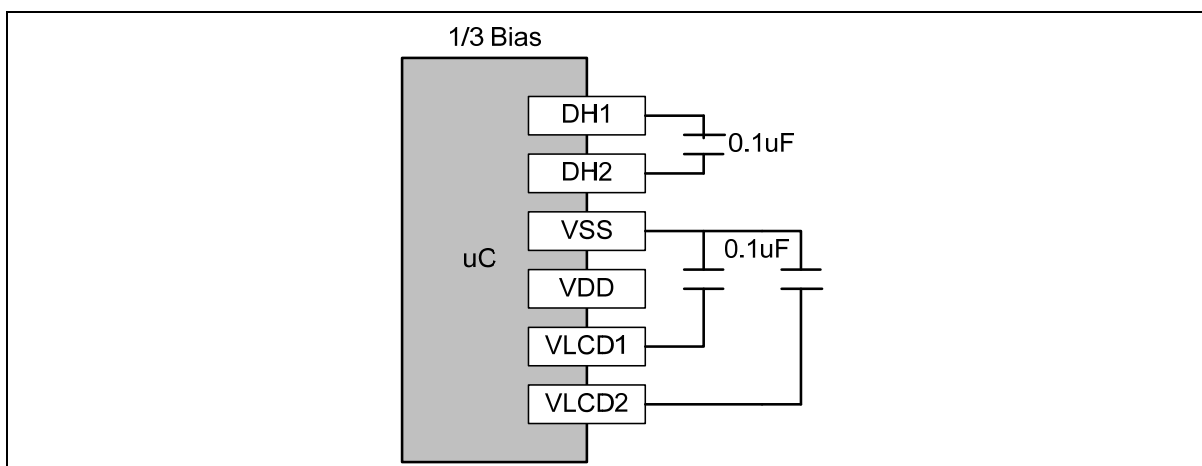 1/3 Bias
DH1
0.1uF
DH2
VSS
0.1uF
uC
VDD
VLCD1
VLCD2